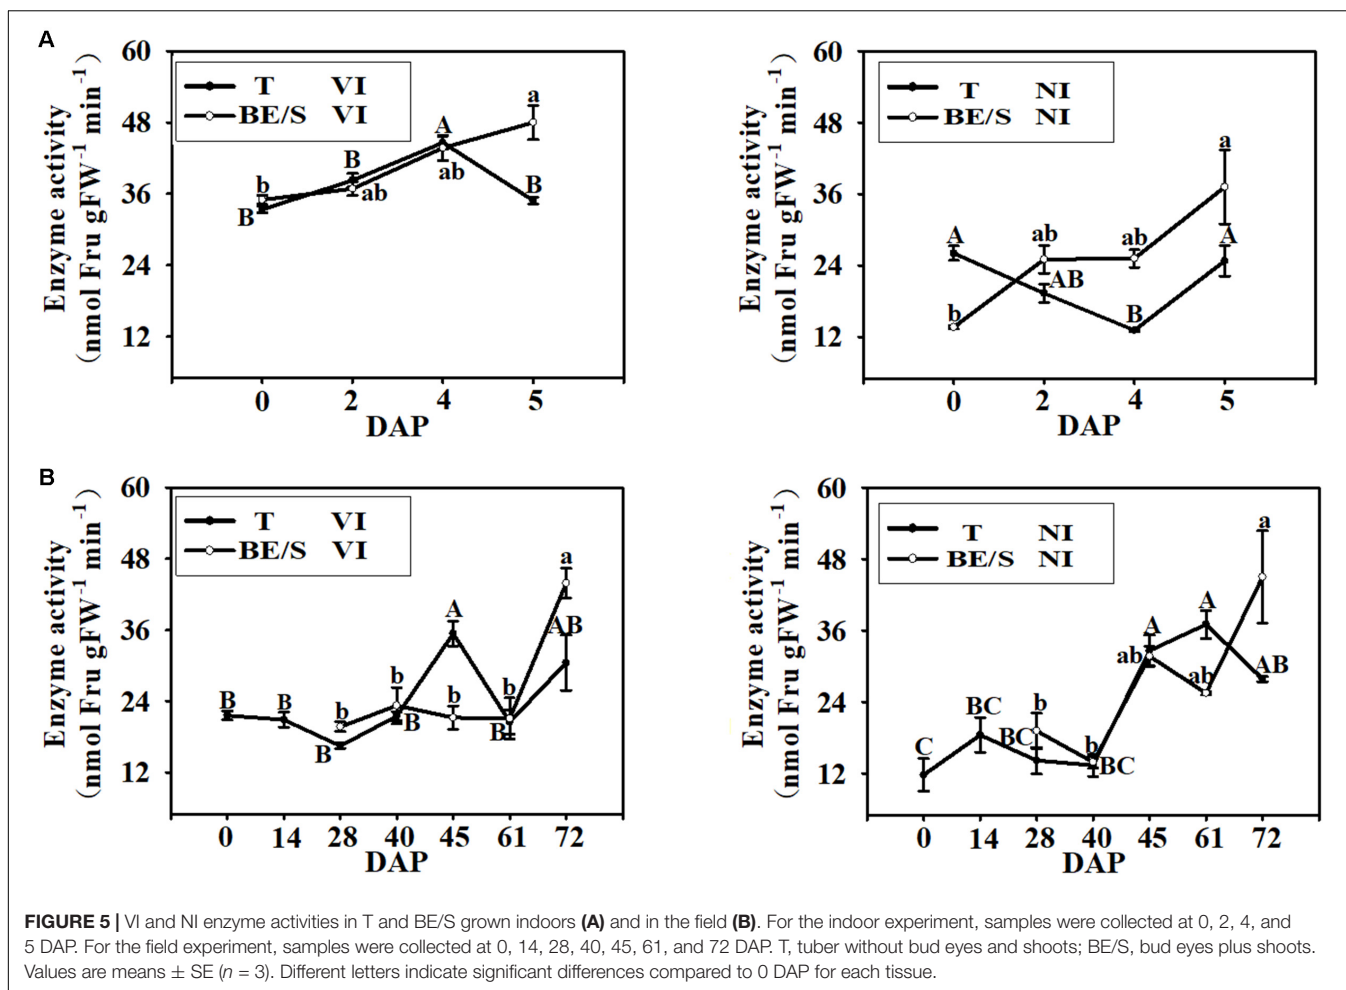 A
Enzyme activity
(nmol Fru gFW⁻¹ min⁻¹)
60
48
36
24
12
T VI
BE/S VI
b
B
B
ab
A
ab
a
B
0 2 4 5
DAP
Enzyme activity
(nmol Fru gFW⁻¹ min⁻¹)
60
48
36
24
12
T NI
BE/S NI
A
b
ab
AB
ab
B
a
A
0 2 4 5
DAP
B
Enzyme activity
(nmol Fru gFW⁻¹ min⁻¹)
60
48
36
24
12
T VI
BE/S VI
B
B
b
B
b
B
A
b
b
B
a
AB
0 14 28 40 45 61 72
DAP
Enzyme activity
(nmol Fru gFW⁻¹ min⁻¹)
60
48
36
24
12
T NI
BE/S NI
C
BC
b
BC
b
BC
A
ab
A
ab
a
AB
0 14 28 40 45 61 72
DAP
FIGURE 5 | VI and NI enzyme activities in T and BE/S grown indoors (A) and in the field (B). For the indoor experiment, samples were collected at 0, 2, 4, and
5 DAP. For the field experiment, samples were collected at 0, 14, 28, 40, 45, 61, and 72 DAP. T, tuber without bud eyes and shoots; BE/S, bud eyes plus shoots.
Values are means ± SE (n = 3). Different letters indicate significant differences compared to 0 DAP for each tissue.